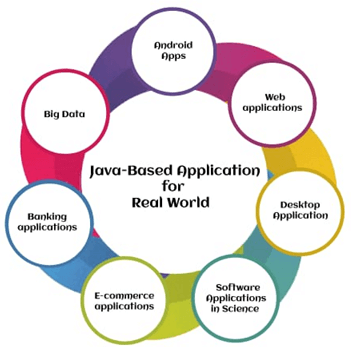 Java-Based Application
for
Real World
Android
Apps
Web
applications
Desktop
Application
Software
Applications
in Science
E-commerce
applications
Banking
applications
Big Data